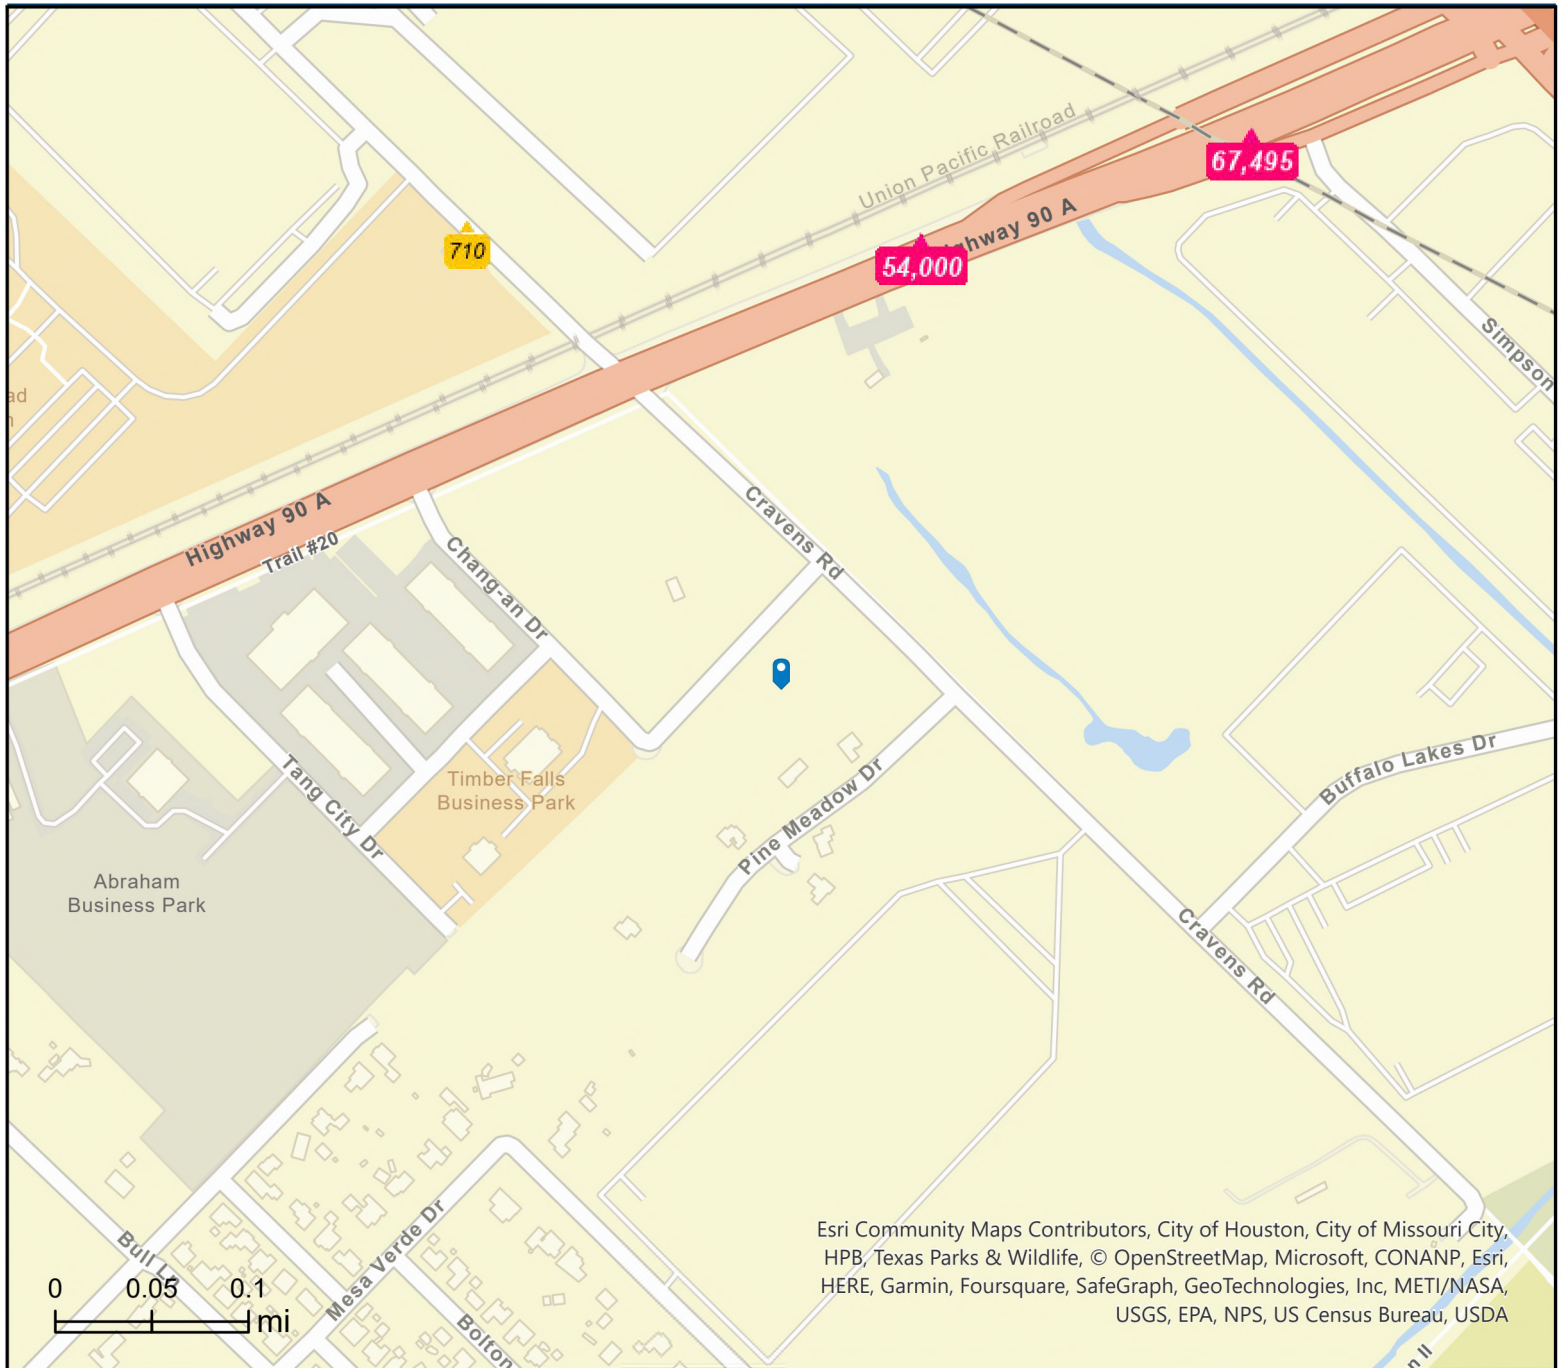 Union Pacific Railroad
67,495
Highway 90 A
710
54,000
Simpson
ad
Highway 90 A
Trail #20
Cravens Rd
Chang-an Dr
Tang City Dr
Timber Falls
Business Park
Pine Meadow Dr
Buffalo Lakes Dr
Abraham
Business Park
Cravens Rd
Bull L
Mesa Verde Dr
Bolton
Esri Community Maps Contributors, City of Houston, City of Missouri City,
HPB, Texas Parks & Wildlife, © OpenStreetMap, Microsoft, CONANP, Esri,
HERE, Garmin, Foursquare, SafeGraph, GeoTechnologies, Inc, METI/NASA,
USGS, EPA, NPS, US Census Bureau, USDA
0 0.05 0.1
mi
n II